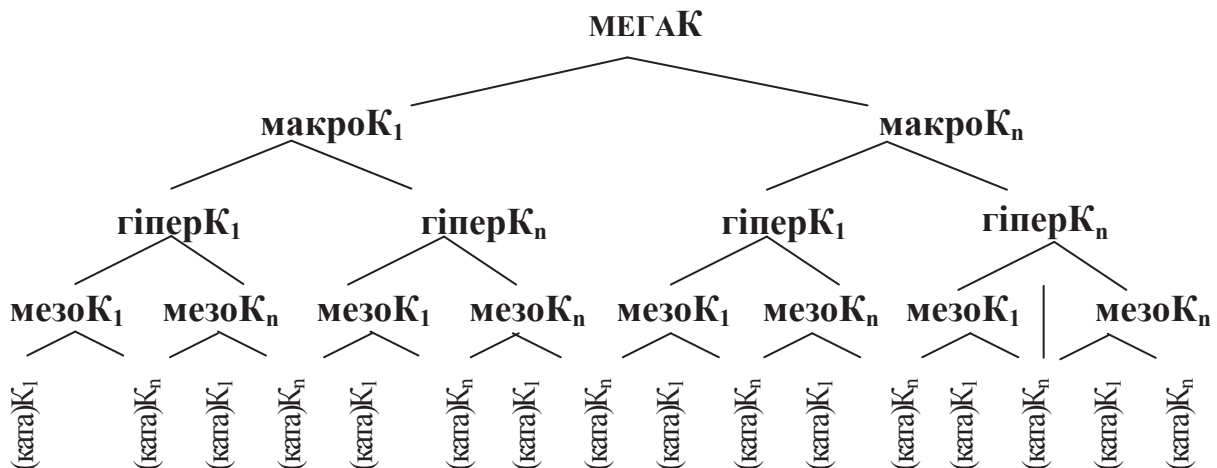 МЕГАК
макроК₁ макроКₙ
гіперК₁ гіперКₙ гіперК₁ гіперКₙ
мезоК₁ мезоКₙ мезоК₁ мезоКₙ мезоК₁ мезоКₙ мезоК₁ мезоКₙ
(ката)К₁ (ката)Кₙ (ката)К₁ (ката)Кₙ (ката)К₁ (ката)Кₙ (ката)К₁ (ката)Кₙ (ката)К₁ (ката)Кₙ (ката)К₁ (ката)Кₙ (ката)К₁ (ката)Кₙ (ката)К₁ (ката)Кₙ